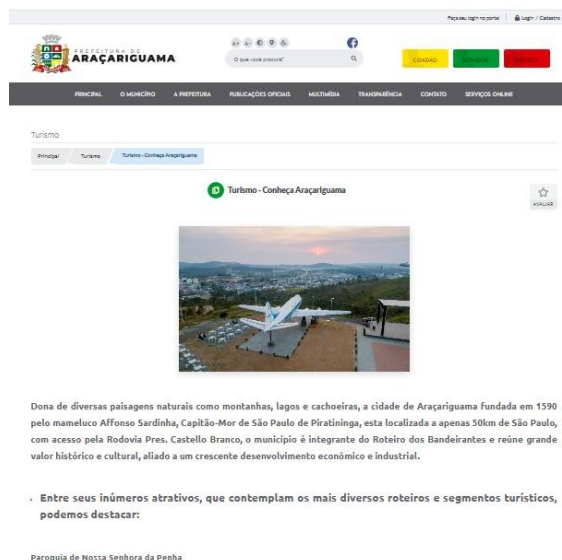 Faça seu login no portal
Login / Cadastro
PREFEITURA DE
ARAÇARIGUAMA
A+ A-
O que você procura?
CIDADÃO
PRINCIPAL O MUNICÍPIO A PREFEITURA PUBLICAÇÕES OFICIAIS MULTIMÍDIA TRANSPARÊNCIA CONTATO SERVIÇOS ONLINE
Turismo
Principal Turismo Turismo - Conheça Araçariguama
Turismo - Conheça Araçariguama
AVALIAR
Dona de diversas paisagens naturais como montanhas, lagos e cachoeiras, a cidade de Araçariguama fundada em 1590
pelo mameluco Affonso Sardinha, Capitão-Mor de São Paulo de Piratininga, esta localizada a apenas 50km de São Paulo,
com acesso pela Rodovia Pres. Castello Branco, o município é integrante do Roteiro dos Bandeirantes e reúne grande
valor histórico e cultural, aliado a um crescente desenvolvimento econômico e industrial.
• Entre seus inúmeros atrativos, que contemplam os mais diversos roteiros e segmentos turísticos,
podemos destacar:
Paroquia de Nossa Senhora da Penha